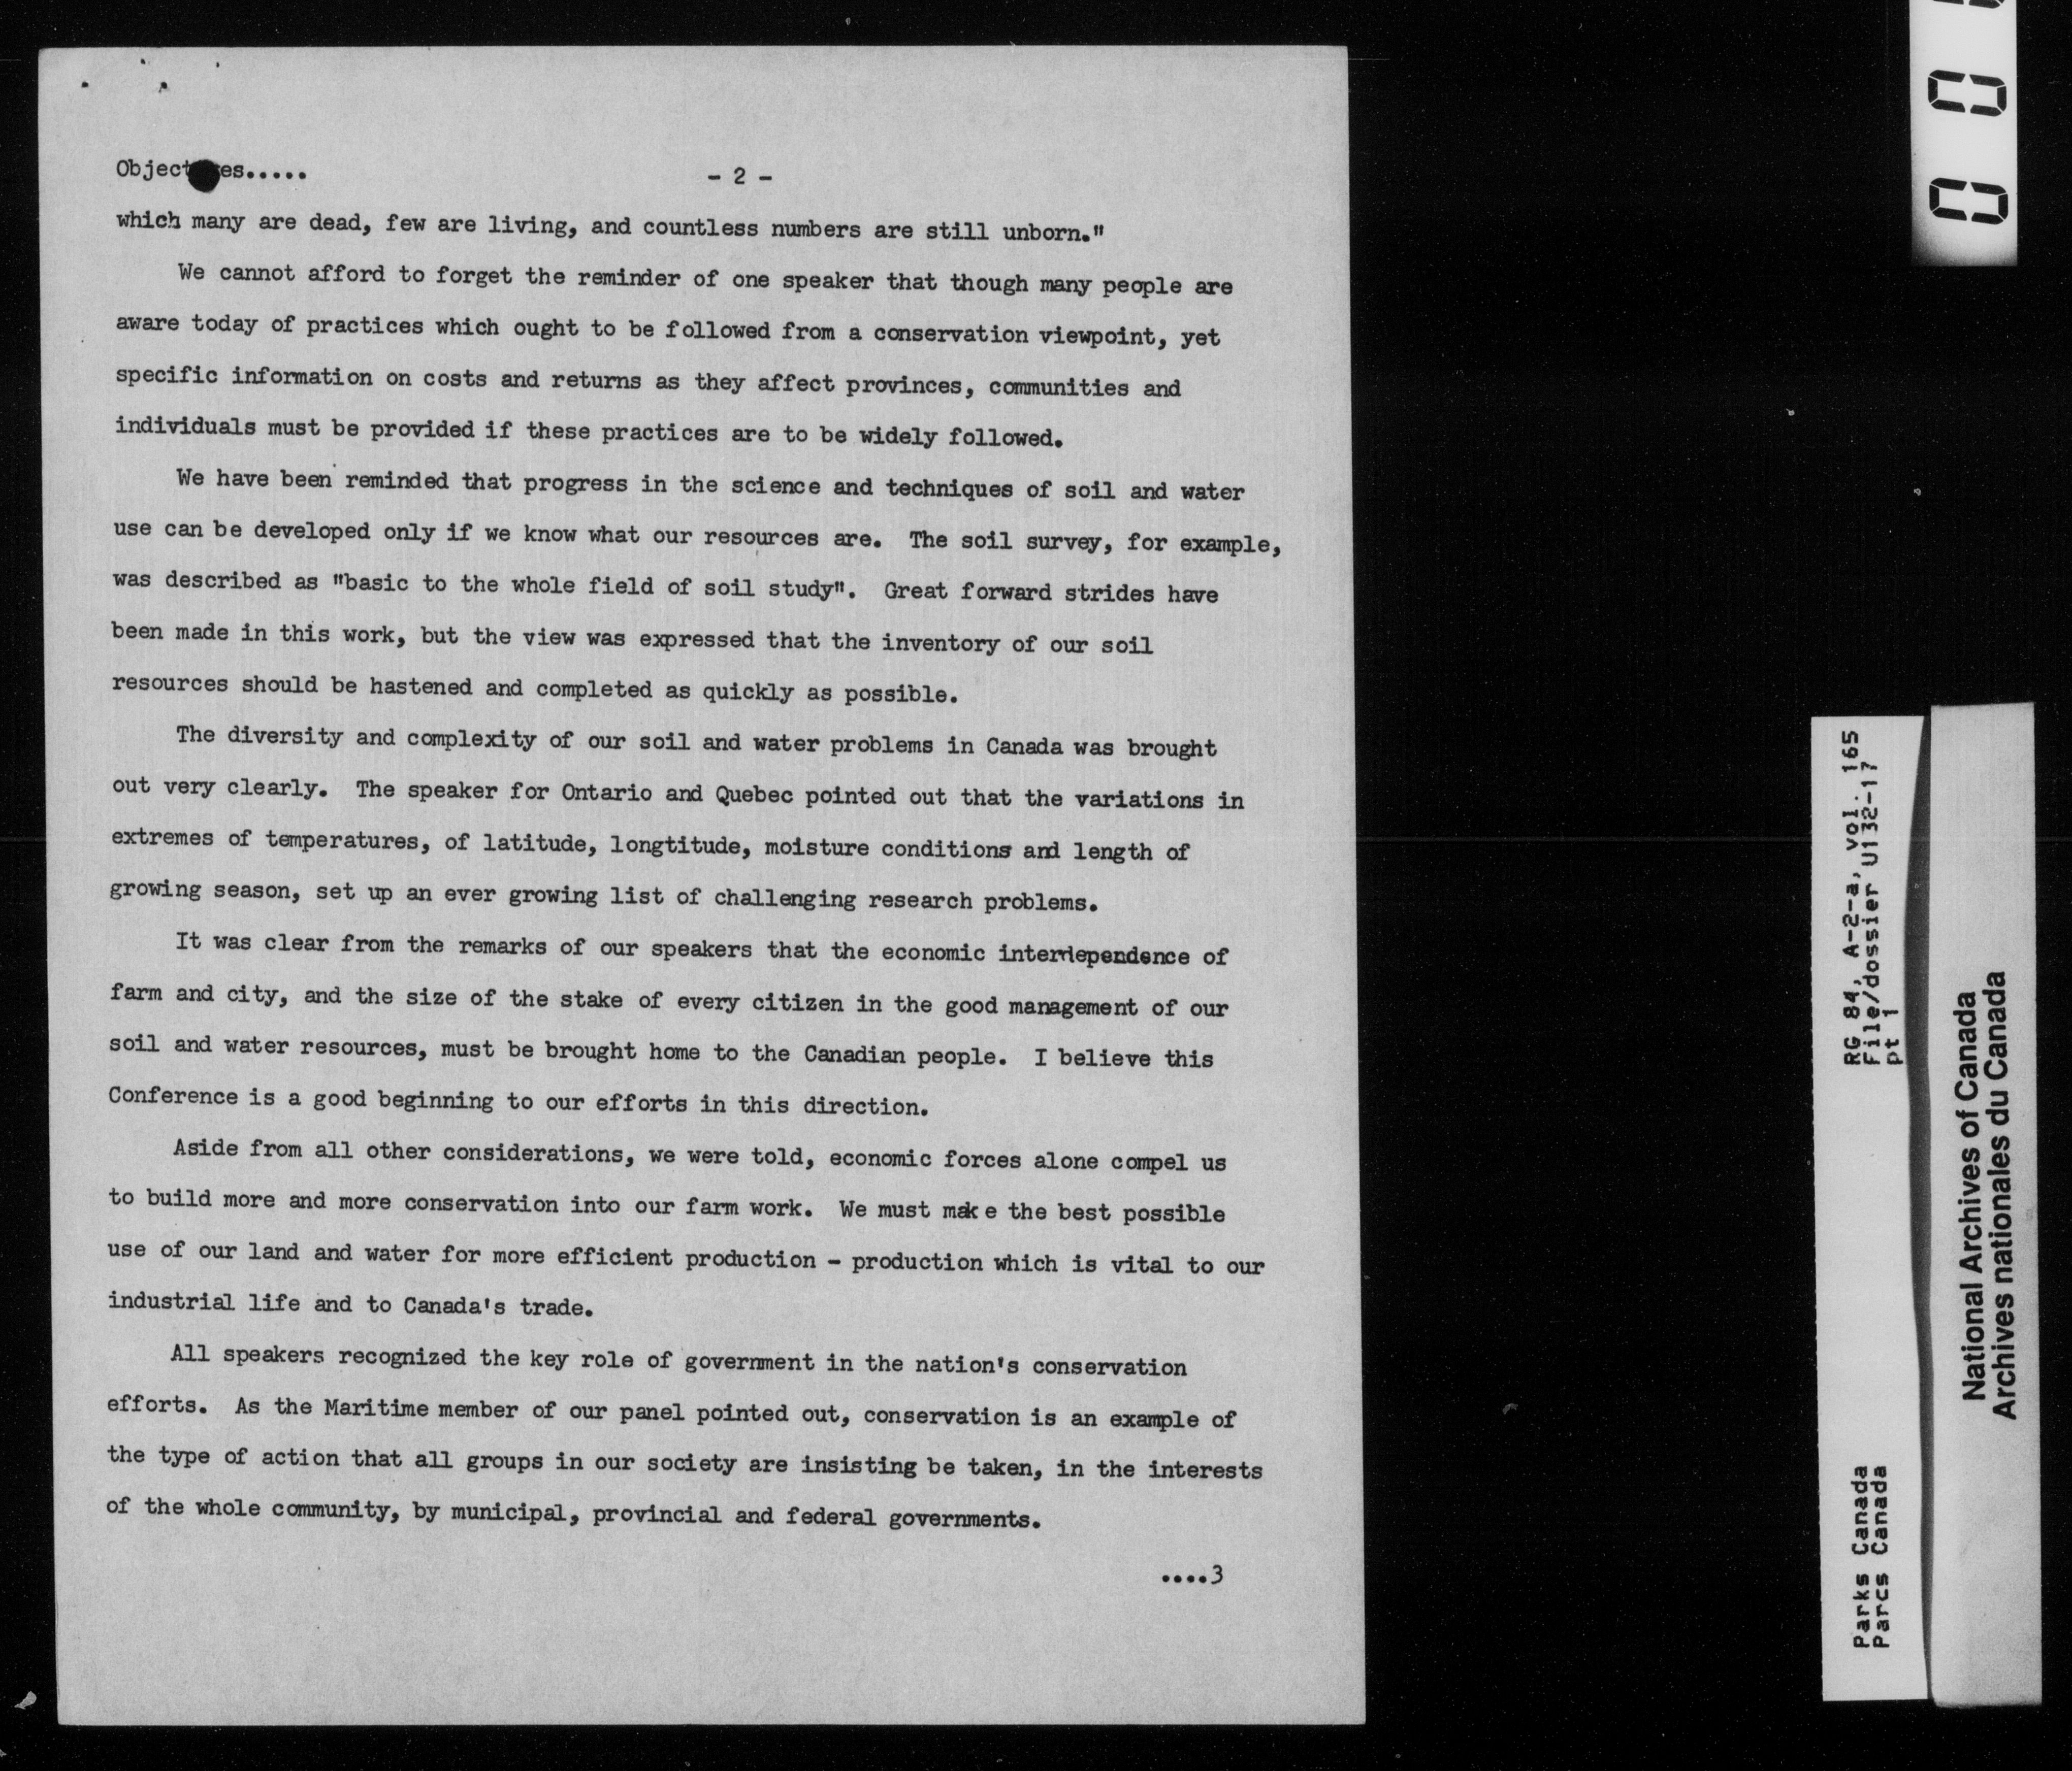 Objectives.....
- 2 -
which many are dead, few are living, and countless numbers are still unborn."
We cannot afford to forget the reminder of one speaker that though many people are
aware today of practices which ought to be followed from a conservation viewpoint, yet
specific information on costs and returns as they affect provinces, communities and
individuals must be provided if these practices are to be widely followed.
We have been reminded that progress in the science and techniques of soil and water
use can be developed only if we know what our resources are. The soil survey, for example,
was described as "basic to the whole field of soil study". Great forward strides have
been made in this work, but the view was expressed that the inventory of our soil
resources should be hastened and completed as quickly as possible.
The diversity and complexity of our soil and water problems in Canada was brought
out very clearly. The speaker for Ontario and Quebec pointed out that the variations in
extremes of temperatures, of latitude, longtitude, moisture conditions and length of
growing season, set up an ever growing list of challenging research problems.
It was clear from the remarks of our speakers that the economic interdependence of
farm and city, and the size of the stake of every citizen in the good management of our
soil and water resources, must be brought home to the Canadian people. I believe this
Conference is a good beginning to our efforts in this direction.
Aside from all other considerations, we were told, economic forces alone compel us
to build more and more conservation into our farm work. We must make the best possible
use of our land and water for more efficient production - production which is vital to our
industrial life and to Canada's trade.
All speakers recognized the key role of government in the nation's conservation
efforts. As the Maritime member of our panel pointed out, conservation is an example of
the type of action that all groups in our society are insisting be taken, in the interests
of the whole community, by municipal, provincial and federal governments.
....3
0 0
RG 84, A-2-a, vol. 165
File/dossier U132-17
pt 1
Parks Canada
Parcs Canada
National Archives of Canada
Archives nationales du Canada